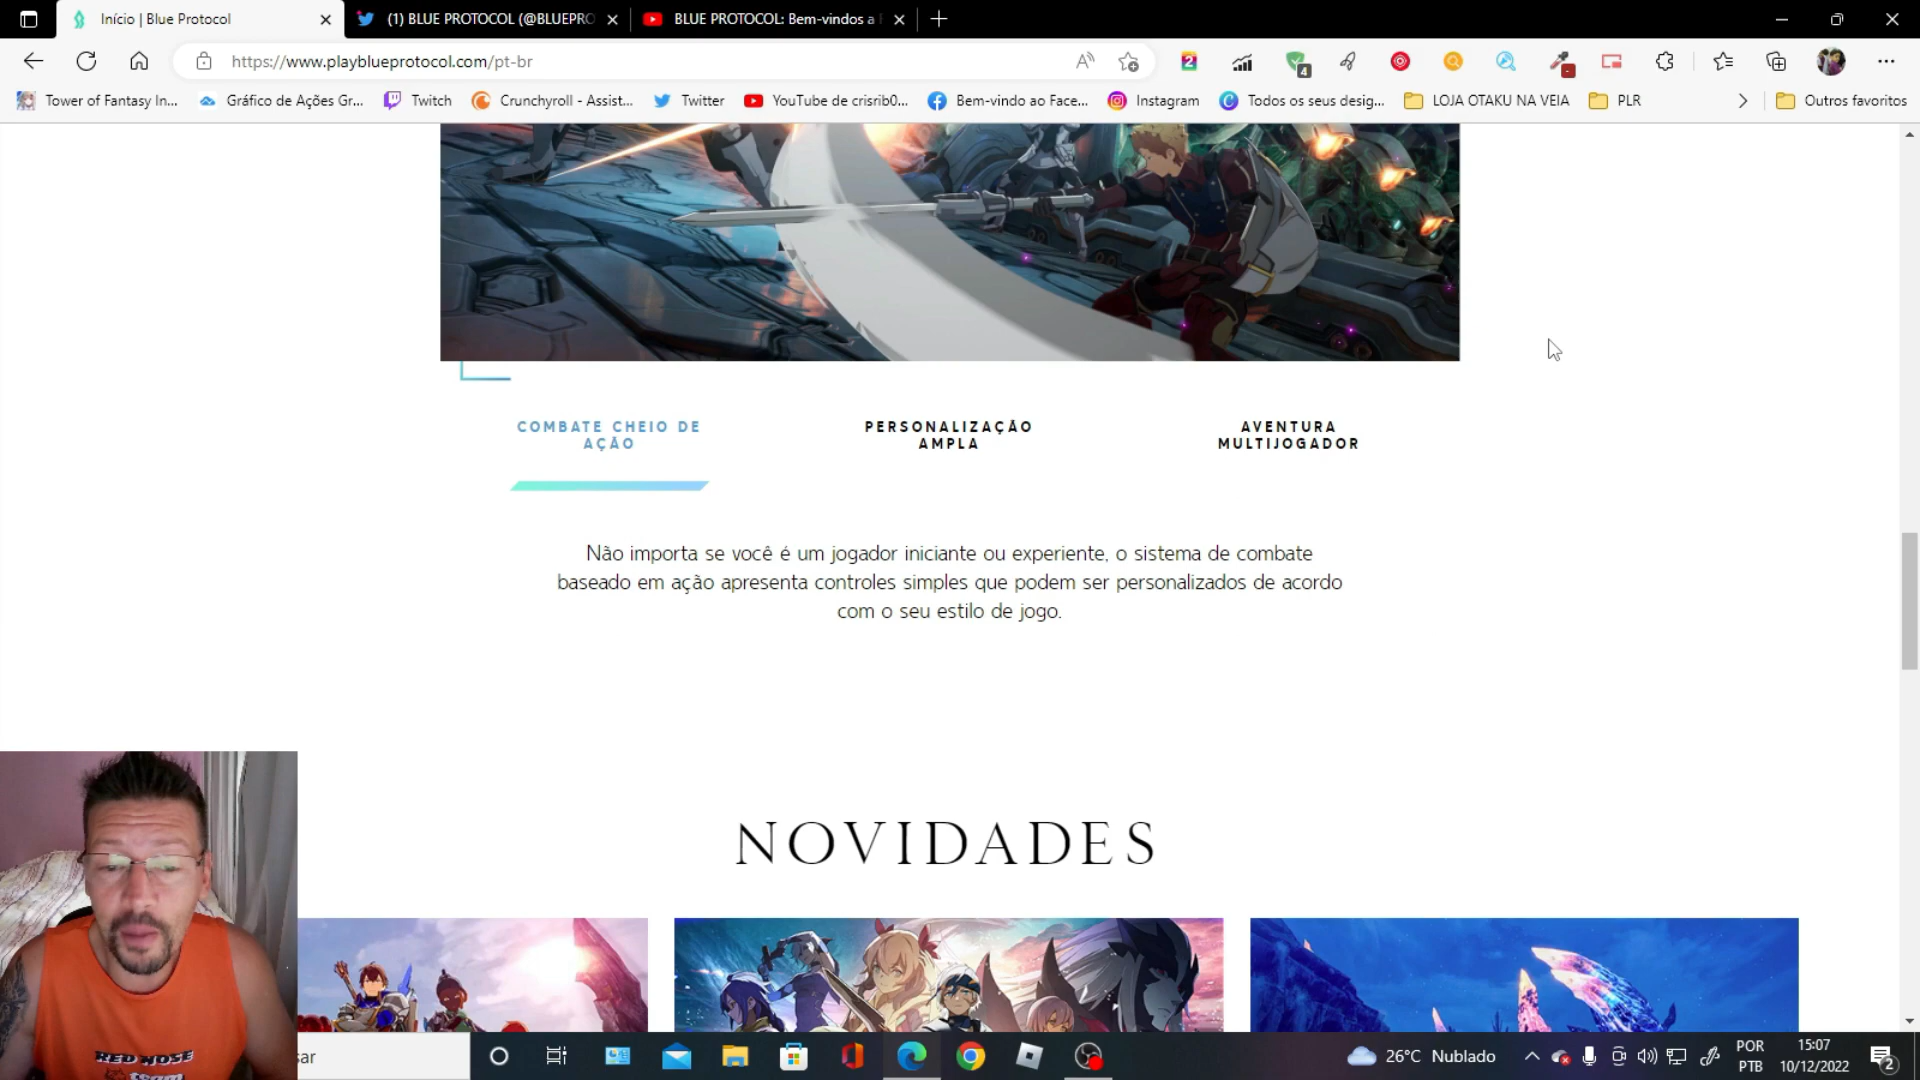 Início | Blue Protocol
(1) BLUE PROTOCOL (@BLUEPRO
BLUE PROTOCOL: Bem-vindos a
https://www.playblueprotocol.com/pt-br
Tower of Fantasy In...
Gráfico de Ações Gr...
Twitch
Crunchyroll - Assist...
Twitter
YouTube de crisrib0...
Bem-vindo ao Face...
Instagram
Todos os seus desig...
LOJA OTAKU NA VEIA
PLR
Outros favoritos
COMBATE CHEIO DE
AÇÃO
PERSONALIZAÇÃO
AMPLA
AVENTURA
MULTIJOGADOR
Não importa se você é um jogador iniciante ou experiente, o sistema de combate
baseado em ação apresenta controles simples que podem ser personalizados de acordo
com o seu estilo de jogo.
NOVIDADES
RED NOSE
team
sar
26°C Nublado
POR
PTB
15:07
10/12/2022
2